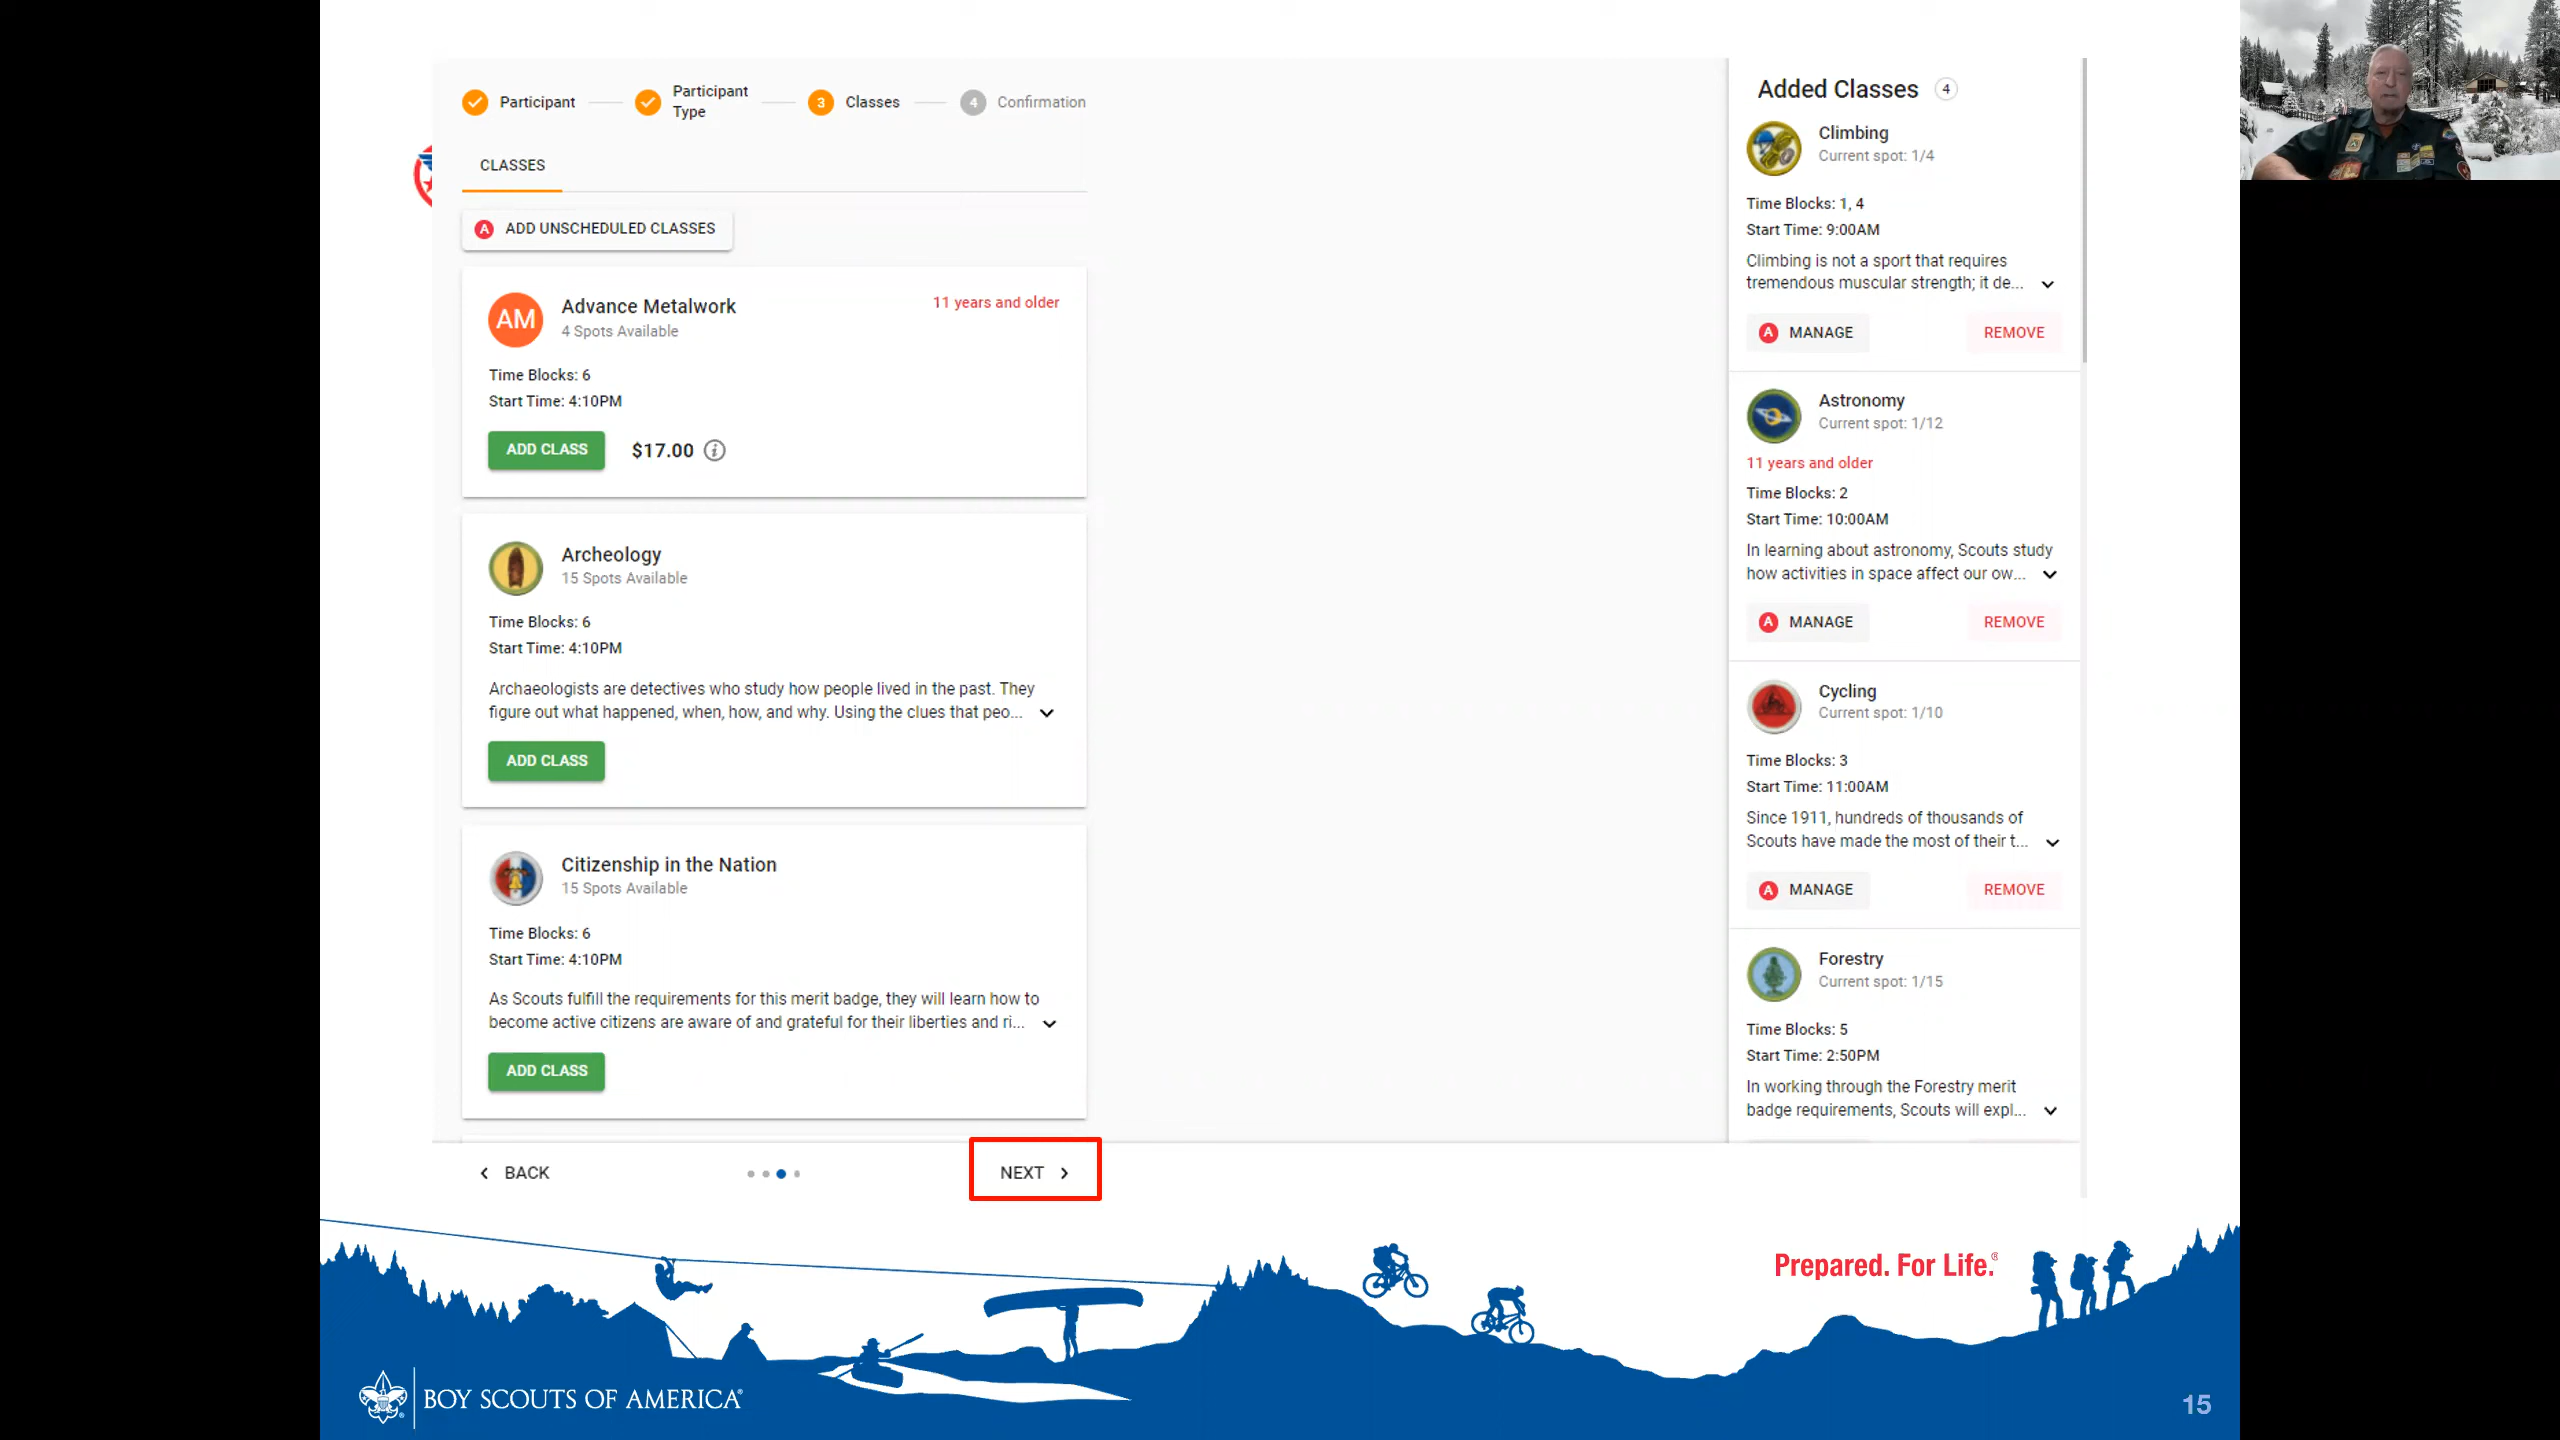 Participant
Participant
Type
3 Classes
4 Confirmation
CLASSES
A ADD UNSCHEDULED CLASSES
AM Advance Metalwork
4 Spots Available
11 years and older
Time Blocks: 6
Start Time: 4:10PM
ADD CLASS $17.00
Archeology
15 Spots Available
Time Blocks: 6
Start Time: 4:10PM
Archaeologists are detectives who study how people lived in the past. They
figure out what happened, when, how, and why. Using the clues that peo...
ADD CLASS
Citizenship in the Nation
15 Spots Available
Time Blocks: 6
Start Time: 4:10PM
As Scouts fulfill the requirements for this merit badge, they will learn how to
become active citizens are aware of and grateful for their liberties and ri...
ADD CLASS
BACK
NEXT
Added Classes 4
Climbing
Current spot: 1/4
Time Blocks: 1, 4
Start Time: 9:00AM
Climbing is not a sport that requires
tremendous muscular strength; it de...
A MANAGE REMOVE
Astronomy
Current spot: 1/12
11 years and older
Time Blocks: 2
Start Time: 10:00AM
In learning about astronomy, Scouts study
how activities in space affect our ow...
A MANAGE REMOVE
Cycling
Current spot: 1/10
Time Blocks: 3
Start Time: 11:00AM
Since 1911, hundreds of thousands of
Scouts have made the most of their t...
A MANAGE REMOVE
Forestry
Current spot: 1/15
Time Blocks: 5
Start Time: 2:50PM
In working through the Forestry merit
badge requirements, Scouts will expl...
Prepared. For Life.®
BOY SCOUTS OF AMERICA®
15